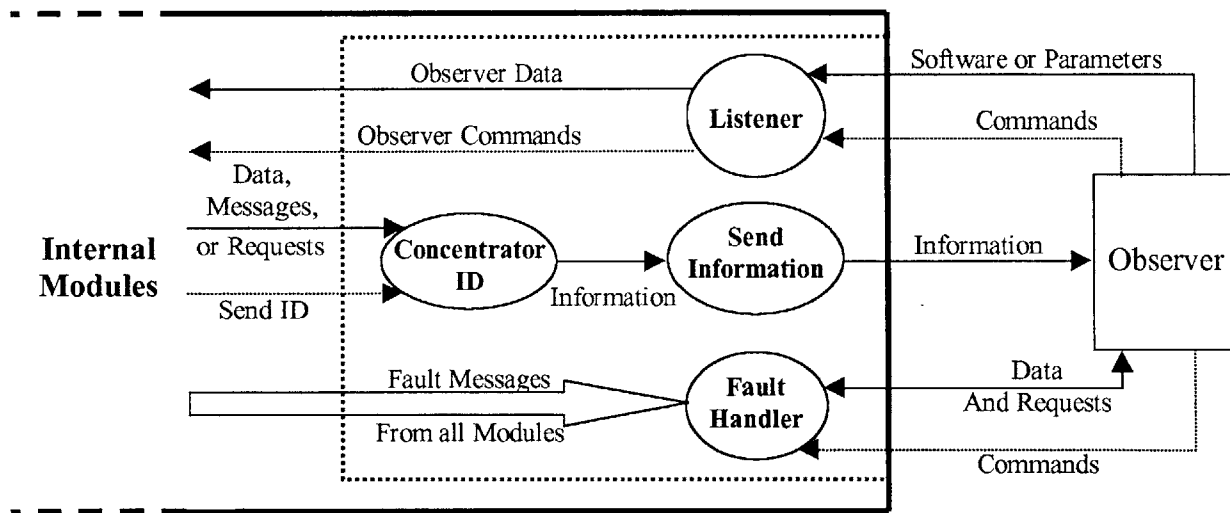 Observer Data
Software or Parameters
Listener
Observer Commands
Commands
Data,
Messages,
or Requests
Internal
Modules
Concentrator
ID
Send
Information
Information
Information
Observer
Send ID
Fault Messages
From all Modules
Fault
Handler
Data
And Requests
Commands